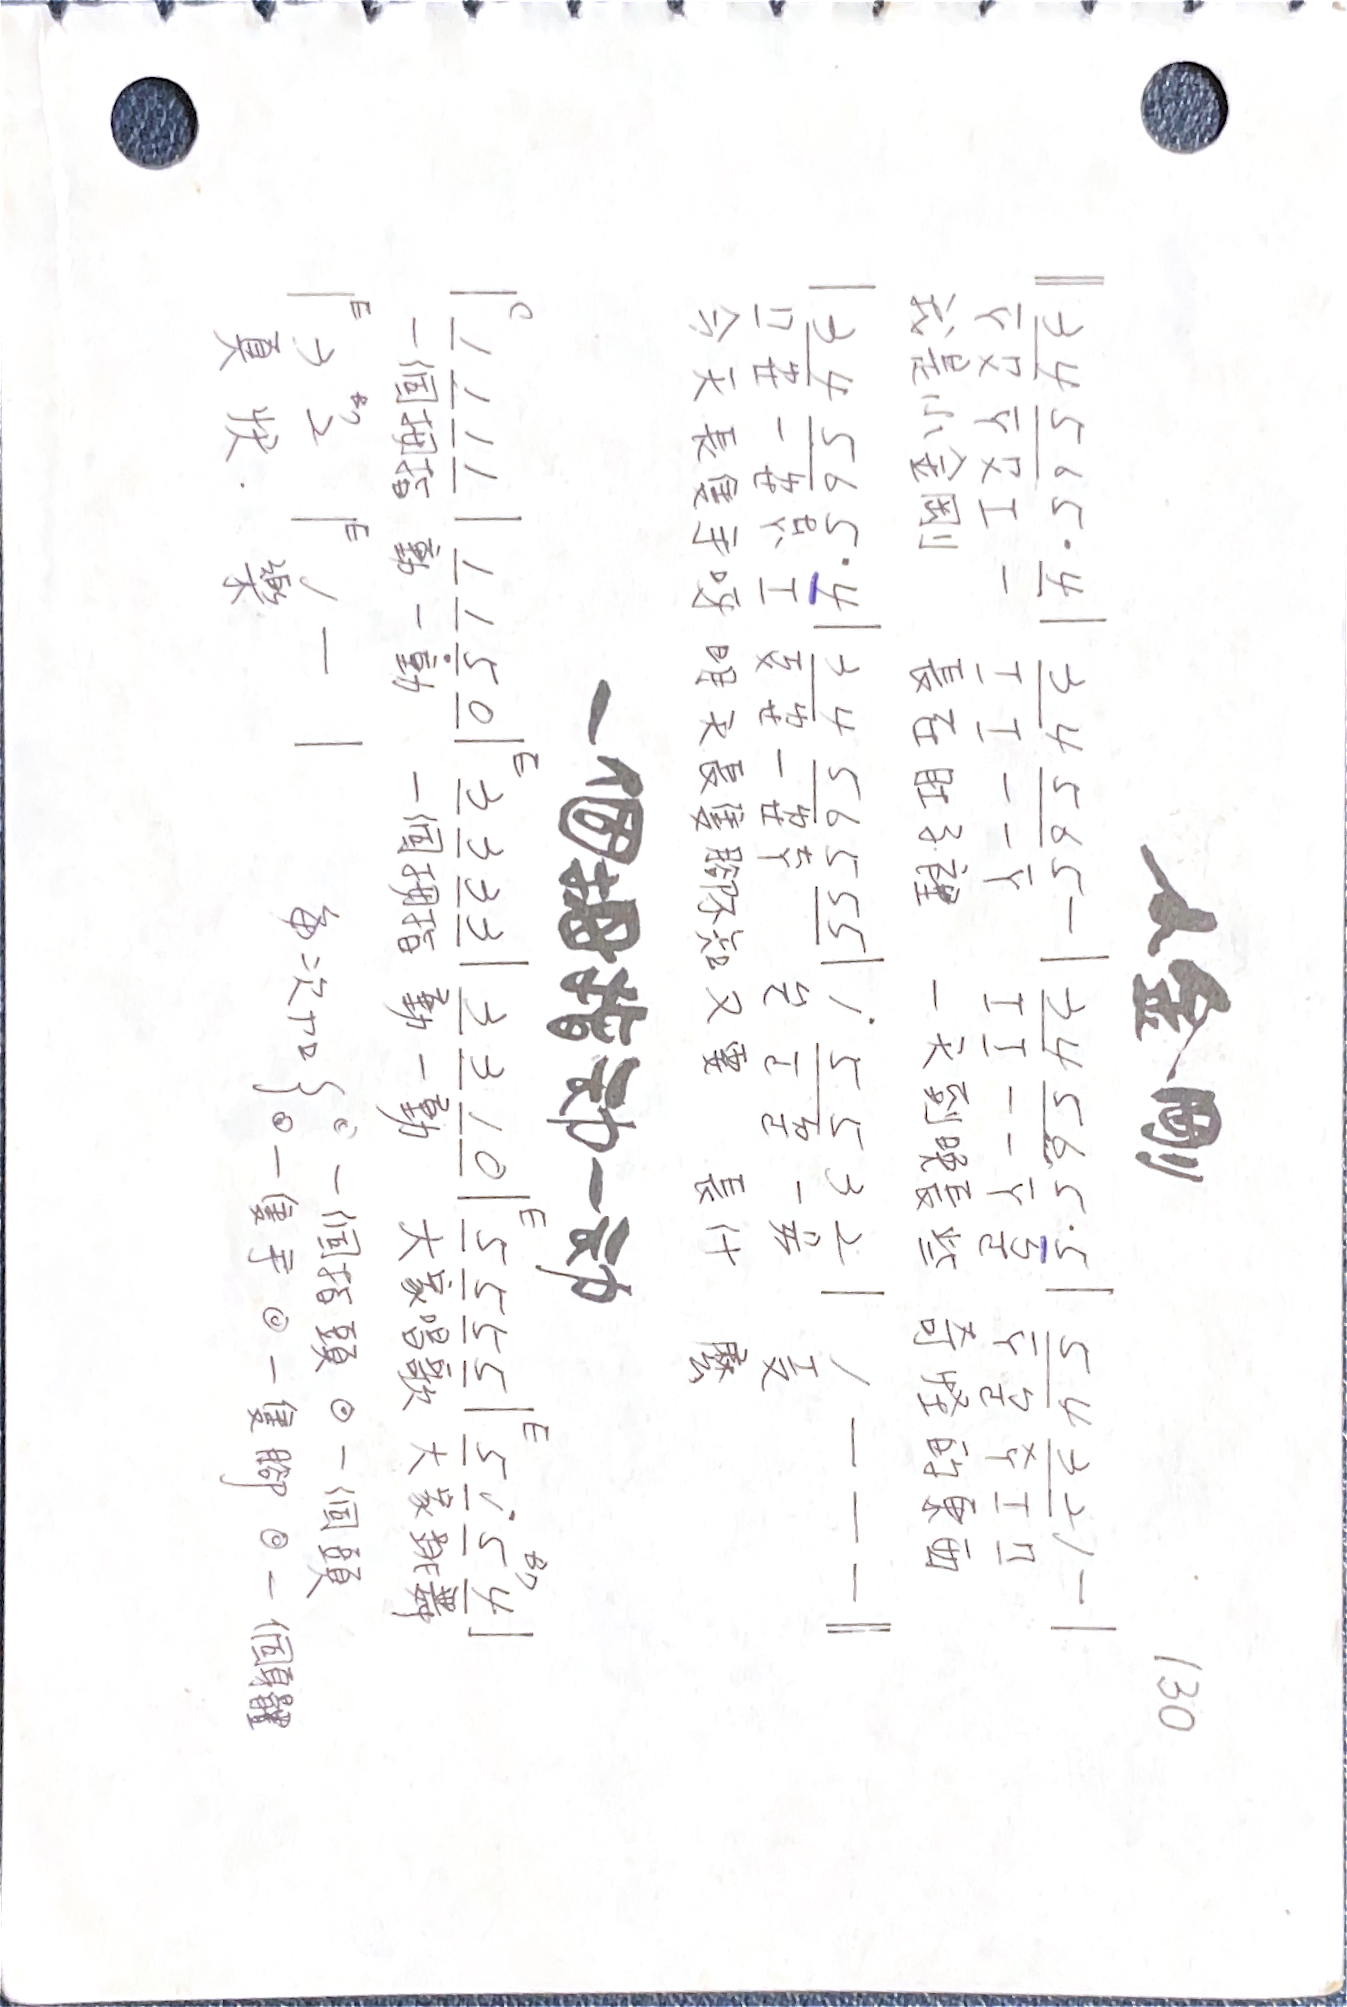 小金剛
130
‖ 3 4 5 6 5 · 4 | 3 4 5 6 5 — | 3 4 5 6 5 · 5 | 5 4 3 2 1 — |
我是小金剛 長在肚子裡 一天到晚長些 奇怪的東西
| 3 4 5 6 5 · 4 | 3 4 5 6 5 5 5 | i 5 5 3 2 | 1 — — — ‖
今天長隻手呀 明天長隻腳不知又要 長什 麼
一個拇指动一动
C E E E B7
| 1 1 1 1 | 1 1 5 0 | 3 3 3 3 | 3 3 1 0 | 5 5 5 5 | 5 i 5 4 |
一個拇指 動一動 一個拇指 動一動 大家唱歌 大家跳舞
E B7 E
| 3 2 | 1 — |
真 快. 樂
每次加 { 一個指頭 ⊙ 一個頭
⊙ 一隻手 ⊙ 一隻腳 ⊙ 一個身體